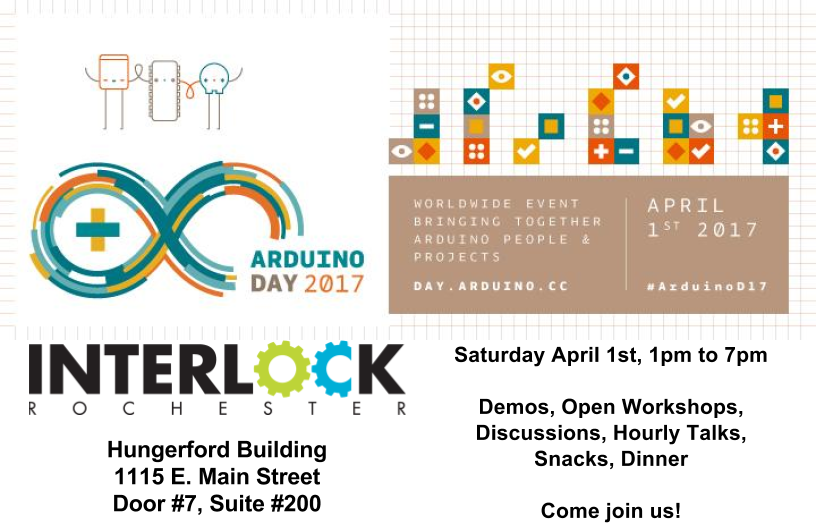 ARDUINO
DAY 2017
WORLDWIDE EVENT
BRINGING TOGETHER
ARDUINO PEOPLE &
PROJECTS
DAY.ARDUINO.CC
APRIL
1ST 2017
#ArduinoD17
INTERLOCK
ROCHESTER
Hungerford Building
1115 E. Main Street
Door #7, Suite #200
Saturday April 1st, 1pm to 7pm
Demos, Open Workshops,
Discussions, Hourly Talks,
Snacks, Dinner
Come join us!